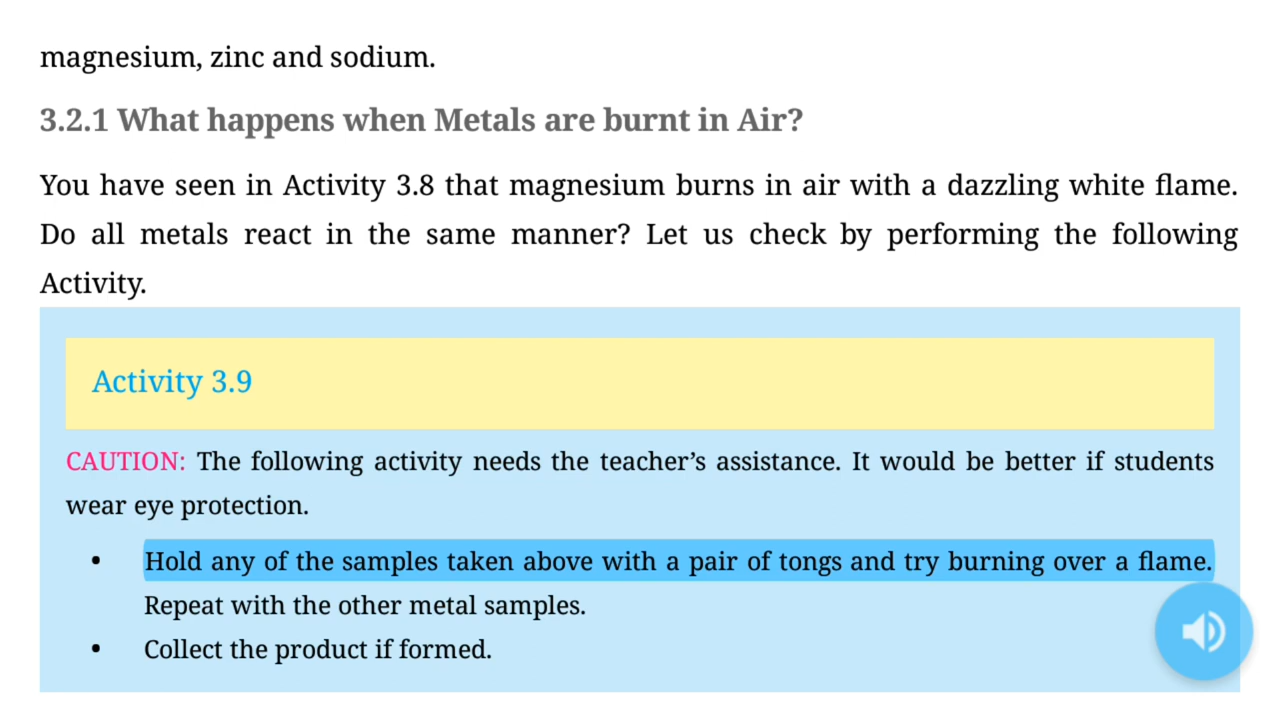 magnesium, zinc and sodium.
3.2.1 What happens when Metals are burnt in Air?
You have seen in Activity 3.8 that magnesium burns in air with a dazzling white flame.
Do all metals react in the same manner? Let us check by performing the following
Activity.
Activity 3.9
CAUTION: The following activity needs the teacher’s assistance. It would be better if students
wear eye protection.
• Hold any of the samples taken above with a pair of tongs and try burning over a flame.
Repeat with the other metal samples.
• Collect the product if formed.